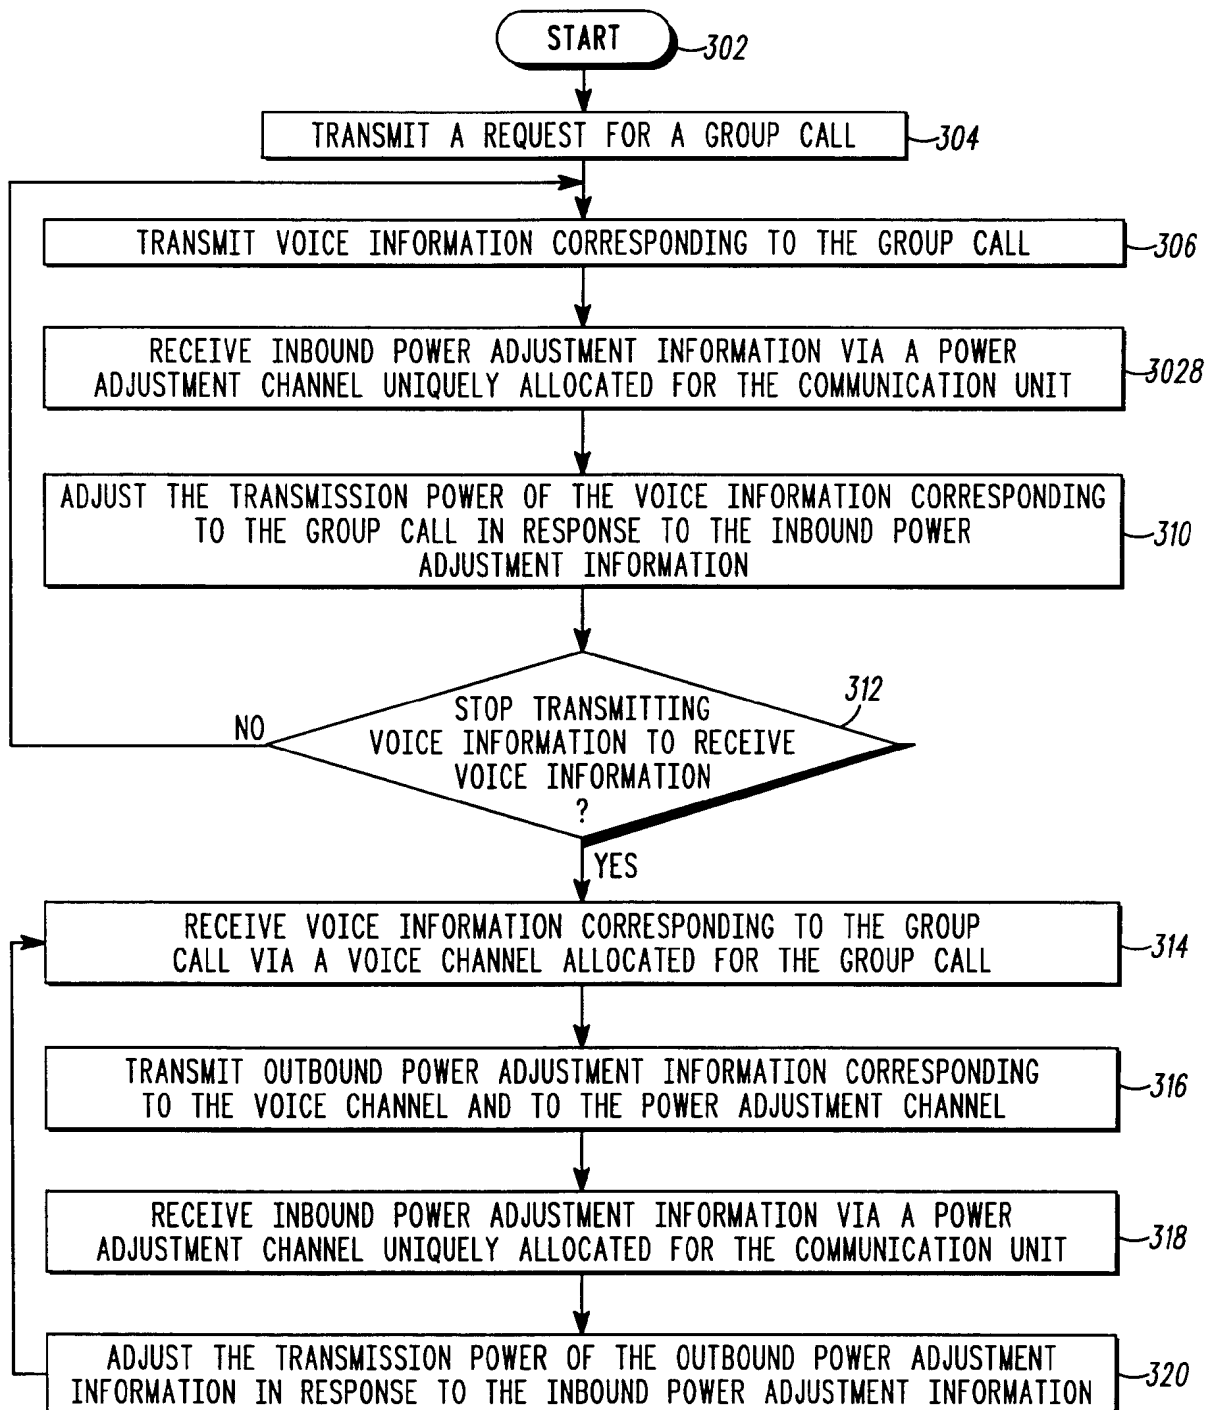 START
302
TRANSMIT A REQUEST FOR A GROUP CALL
304
TRANSMIT VOICE INFORMATION CORRESPONDING TO THE GROUP CALL
306
RECEIVE INBOUND POWER ADJUSTMENT INFORMATION VIA A POWER
ADJUSTMENT CHANNEL UNIQUELY ALLOCATED FOR THE COMMUNICATION UNIT
3028
ADJUST THE TRANSMISSION POWER OF THE VOICE INFORMATION CORRESPONDING
TO THE GROUP CALL IN RESPONSE TO THE INBOUND POWER
ADJUSTMENT INFORMATION
310
312
STOP TRANSMITTING
VOICE INFORMATION TO RECEIVE
VOICE INFORMATION
?
NO
YES
RECEIVE VOICE INFORMATION CORRESPONDING TO THE GROUP
CALL VIA A VOICE CHANNEL ALLOCATED FOR THE GROUP CALL
314
TRANSMIT OUTBOUND POWER ADJUSTMENT INFORMATION CORRESPONDING
TO THE VOICE CHANNEL AND TO THE POWER ADJUSTMENT CHANNEL
316
RECEIVE INBOUND POWER ADJUSTMENT INFORMATION VIA A POWER
ADJUSTMENT CHANNEL UNIQUELY ALLOCATED FOR THE COMMUNICATION UNIT
318
ADJUST THE TRANSMISSION POWER OF THE OUTBOUND POWER ADJUSTMENT
INFORMATION IN RESPONSE TO THE INBOUND POWER ADJUSTMENT INFORMATION
320